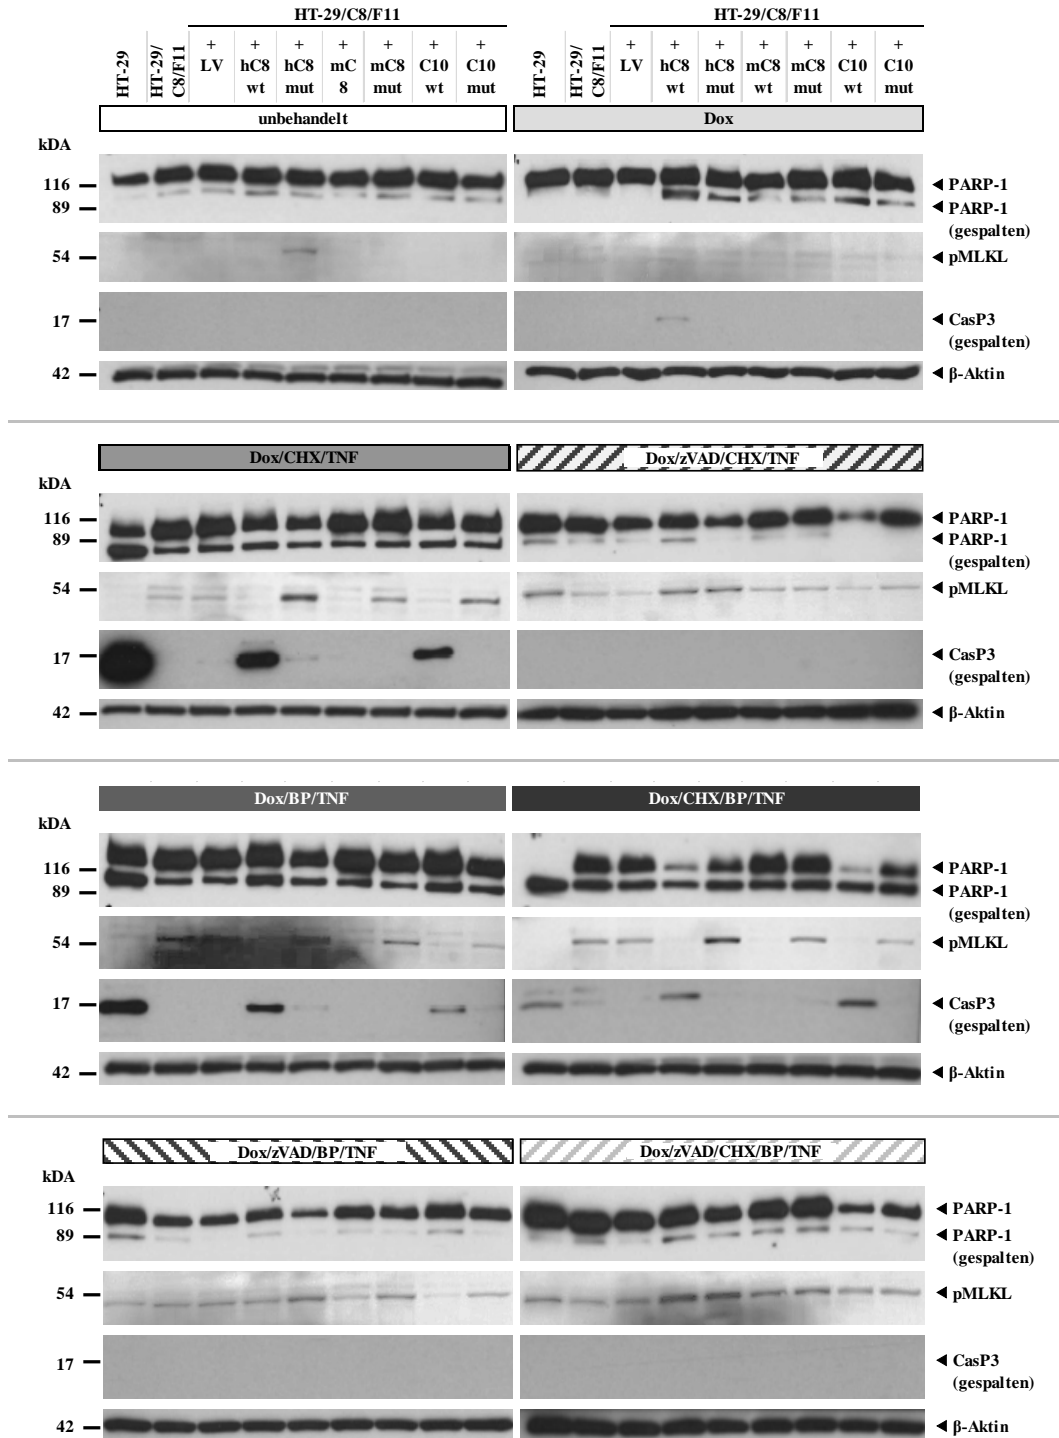 HT-29/C8/F11 HT-29/C8/F11
HT-29 HT-29/ C8/F11 + LV + hC8 wt + hC8 mut + mC 8 + mC8 mut + C10 wt + C10 mut HT-29 HT-29/ C8/F11 + LV + hC8 wt + hC8 mut + mC8 wt + mC8 mut + C10 wt + C10 mut
unbehandelt Dox
kDA
116 PARP-1
89 PARP-1
(gespalten)
54 pMLKL
17 CasP3
(gespalten)
42 β-Aktin
Dox/CHX/TNF Dox/zVAD/CHX/TNF
kDA
116 PARP-1
89 PARP-1
(gespalten)
54 pMLKL
17 CasP3
(gespalten)
42 β-Aktin
Dox/BP/TNF Dox/CHX/BP/TNF
kDA
116 PARP-1
89 PARP-1
(gespalten)
54 pMLKL
17 CasP3
(gespalten)
42 β-Aktin
Dox/zVAD/BP/TNF Dox/zVAD/CHX/BP/TNF
kDA
116 PARP-1
89 PARP-1
(gespalten)
54 pMLKL
17 CasP3
(gespalten)
42 β-Aktin